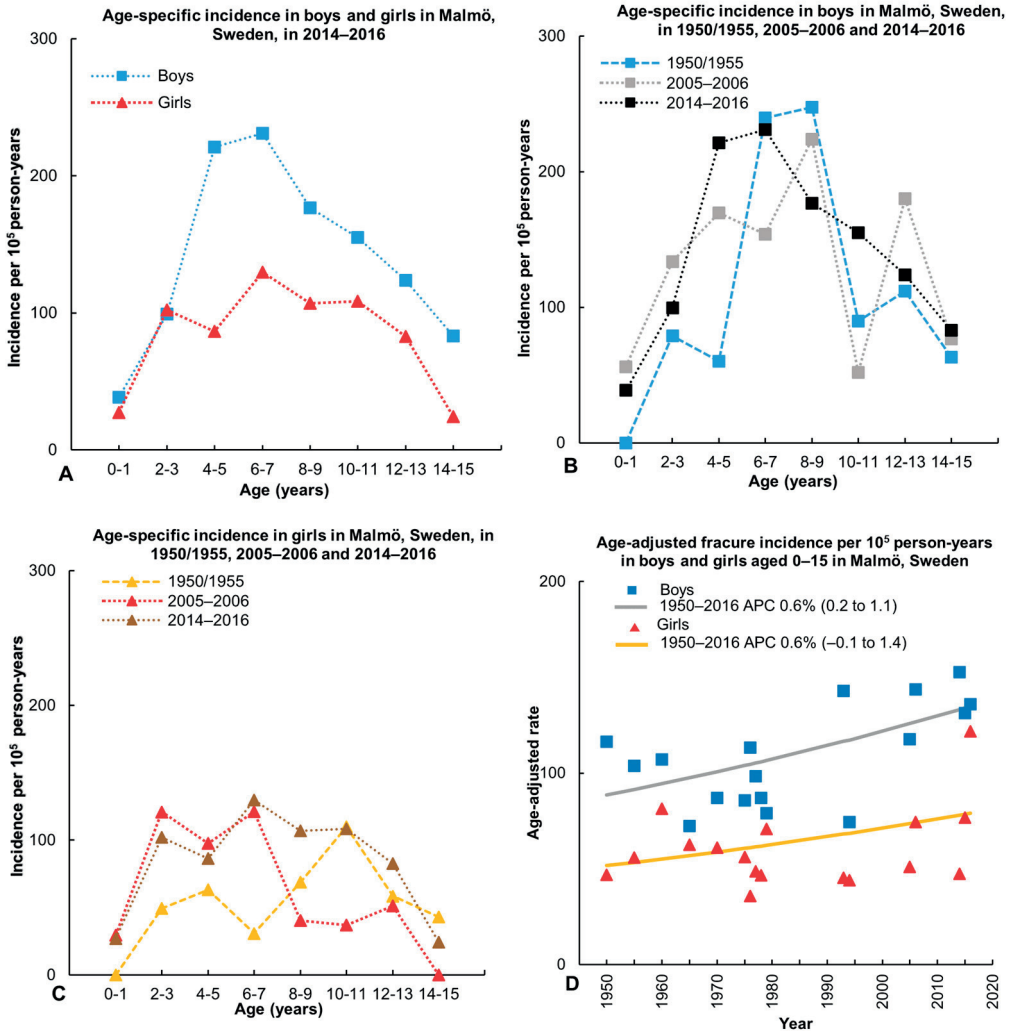 Age-specific incidence in boys and girls in Malmö,
Sweden, in 2014–2016
300
200
100
0
Incidence per 10⁵ person-years
Boys
Girls
0-1 2-3 4-5 6-7 8-9 10-11 12-13 14-15
Age (years)
A
Age-specific incidence in boys in Malmö, Sweden,
in 1950/1955, 2005–2006 and 2014–2016
300
200
100
0
Incidence per 10⁵ person-years
1950/1955
2005–2006
2014–2016
0-1 2-3 4-5 6-7 8-9 10-11 12-13 14-15
Age (years)
B
Age-specific incidence in girls in Malmö, Sweden, in
1950/1955, 2005–2006 and 2014–2016
300
200
100
0
Incidence per 10⁵ person-years
1950/1955
2005–2006
2014–2016
0-1 2-3 4-5 6-7 8-9 10-11 12-13 14-15
Age (years)
C
Age-adjusted fracure incidence per 10⁵ person-years
in boys and girls aged 0–15 in Malmö, Sweden
200
100
0
Age-adjusted rate
Boys
1950–2016 APC 0.6% (0.2 to 1.1)
Girls
1950–2016 APC 0.6% (–0.1 to 1.4)
1950 1960 1970 1980 1990 2000 2010 2020
Year
D